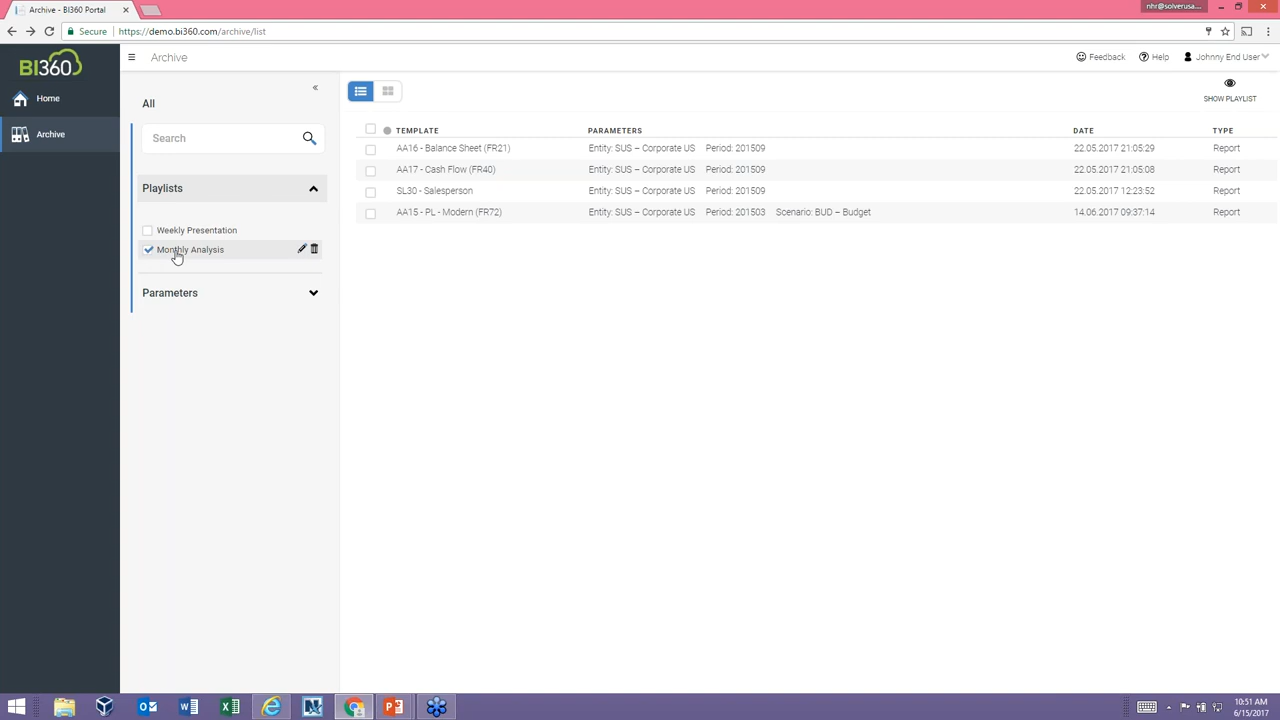 Archive - BI360 Portal
nhr@solverusa...
Secure https://demo.bi360.com/archive/list
BI360
Archive
Feedback
Help
Johnny End User
Home
Archive
All
Search
Playlists
Weekly Presentation
Monthly Analysis
Parameters
SHOW PLAYLIST
TEMPLATE PARAMETERS DATE TYPE
AA16 - Balance Sheet (FR21) Entity: SUS – Corporate US Period: 201509 22.05.2017 21:05:29 Report
AA17 - Cash Flow (FR40) Entity: SUS – Corporate US Period: 201509 22.05.2017 21:05:08 Report
SL30 - Salesperson Entity: SUS – Corporate US Period: 201509 22.05.2017 12:23:52 Report
AA15 - PL - Modern (FR72) Entity: SUS – Corporate US Period: 201503 Scenario: BUD – Budget 14.06.2017 09:37:14 Report
10:51 AM
6/15/2017